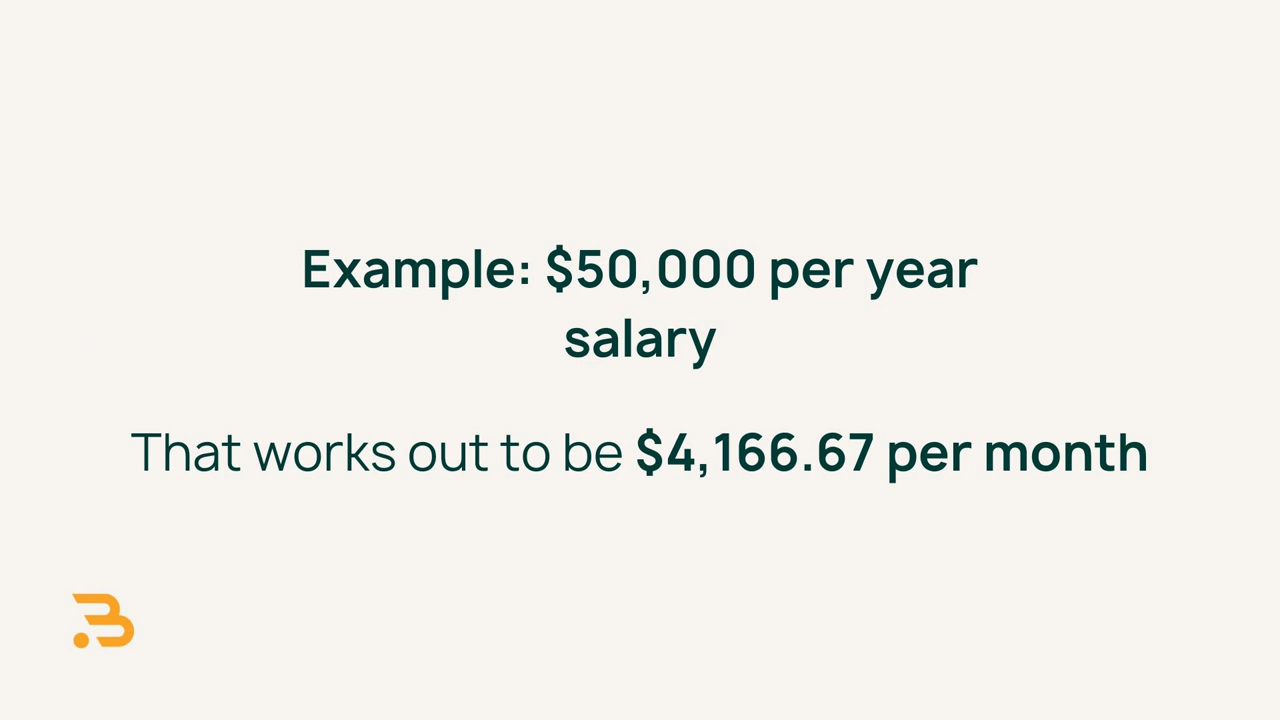 Example: $50,000 per year
salary
That works out to be $4,166.67 per month